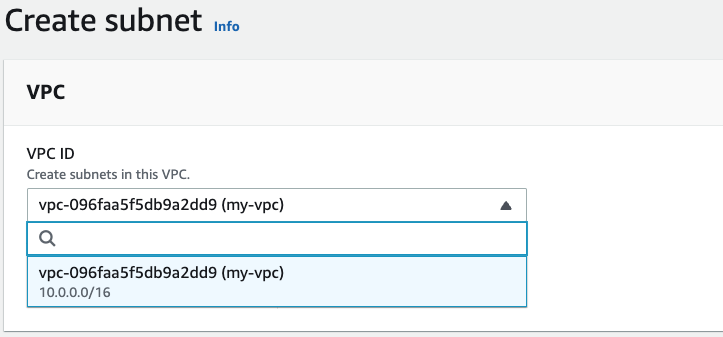 Create subnet Info
VPC
VPC ID
Create subnets in this VPC.
vpc-096faa5f5db9a2dd9 (my-vpc)
vpc-096faa5f5db9a2dd9 (my-vpc)
10.0.0.0/16